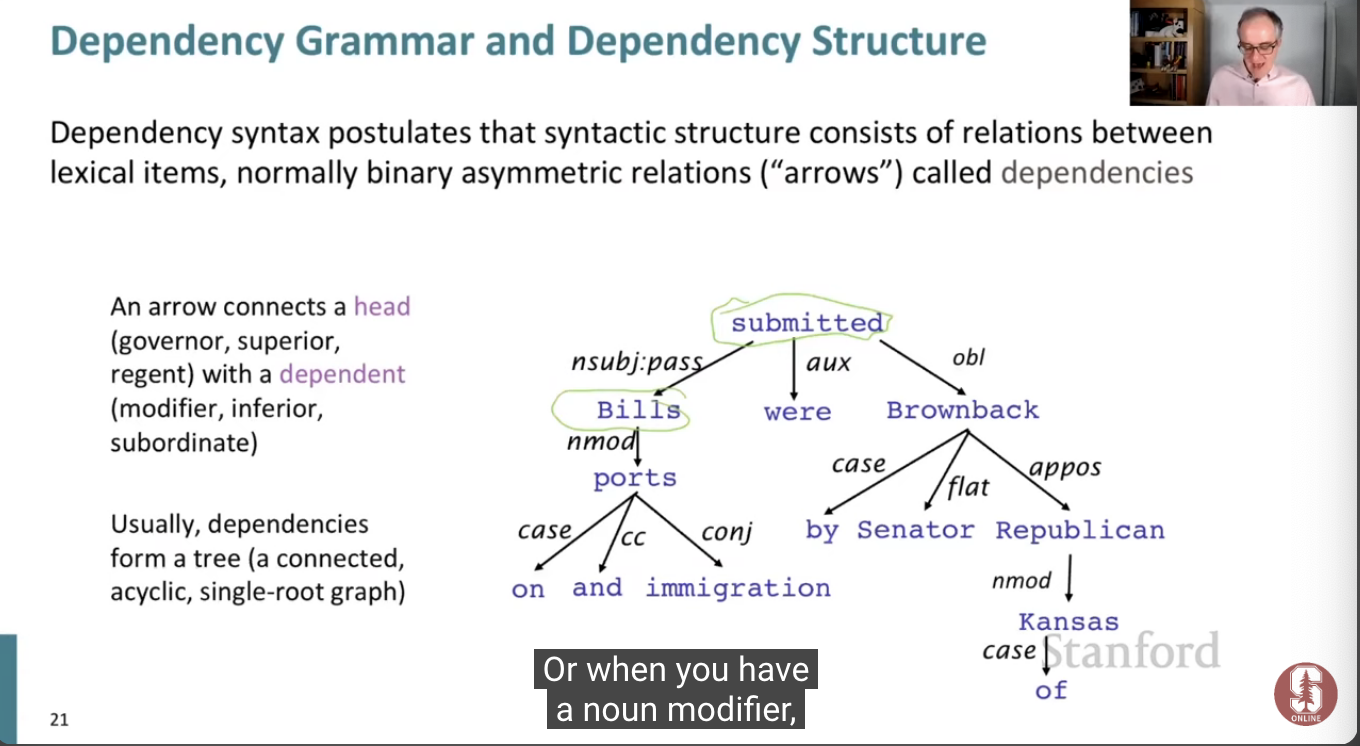 Dependency Grammar and Dependency Structure
Dependency syntax postulates that syntactic structure consists of relations between
lexical items, normally binary asymmetric relations (“arrows”) called dependencies
An arrow connects a head
(governor, superior,
regent) with a dependent
(modifier, inferior,
subordinate)
Usually, dependencies
form a tree (a connected,
acyclic, single-root graph)
submitted
nsubj:pass aux obl
Bills were Brownback
nmod
ports
case flat appos
case cc conj
by Senator Republican
on and immigration
nmod
Kansas
case
of
Stanford
Or when you have
a noun modifier,
21
ONLINE